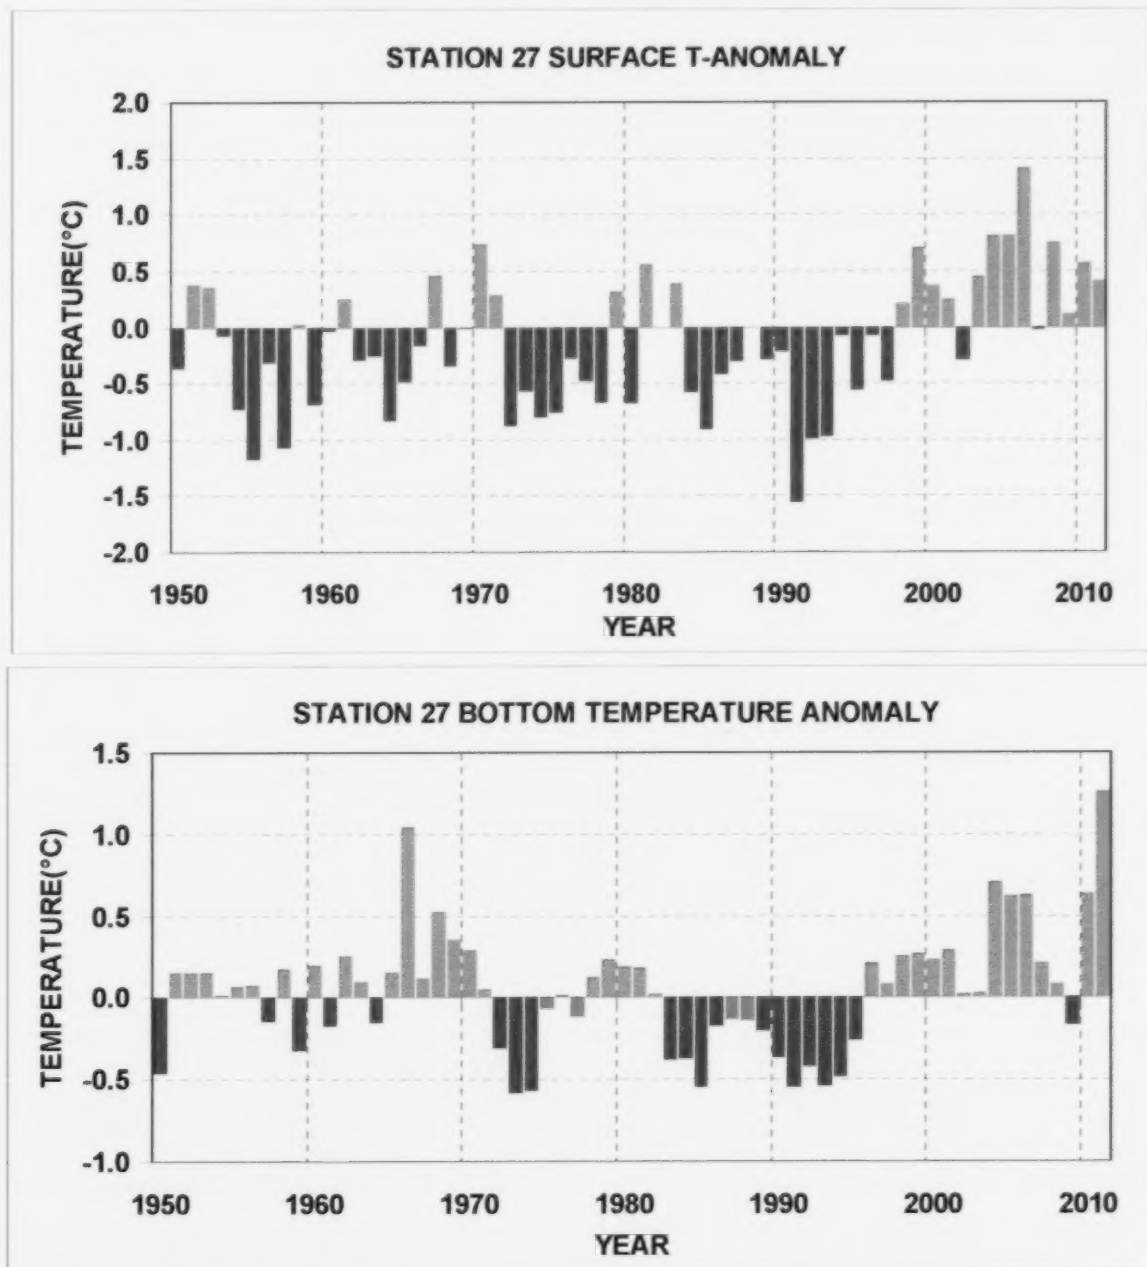 STATION 27 SURFACE T-ANOMALY
2.0
1.5
1.0
0.5
0.0
-0.5
-1.0
-1.5
-2.0
TEMPERATURE(°C)
1950 1960 1970 1980 1990 2000 2010
YEAR
STATION 27 BOTTOM TEMPERATURE ANOMALY
1.5
1.0
0.5
0.0
-0.5
-1.0
TEMPERATURE(°C)
1950 1960 1970 1980 1990 2000 2010
YEAR